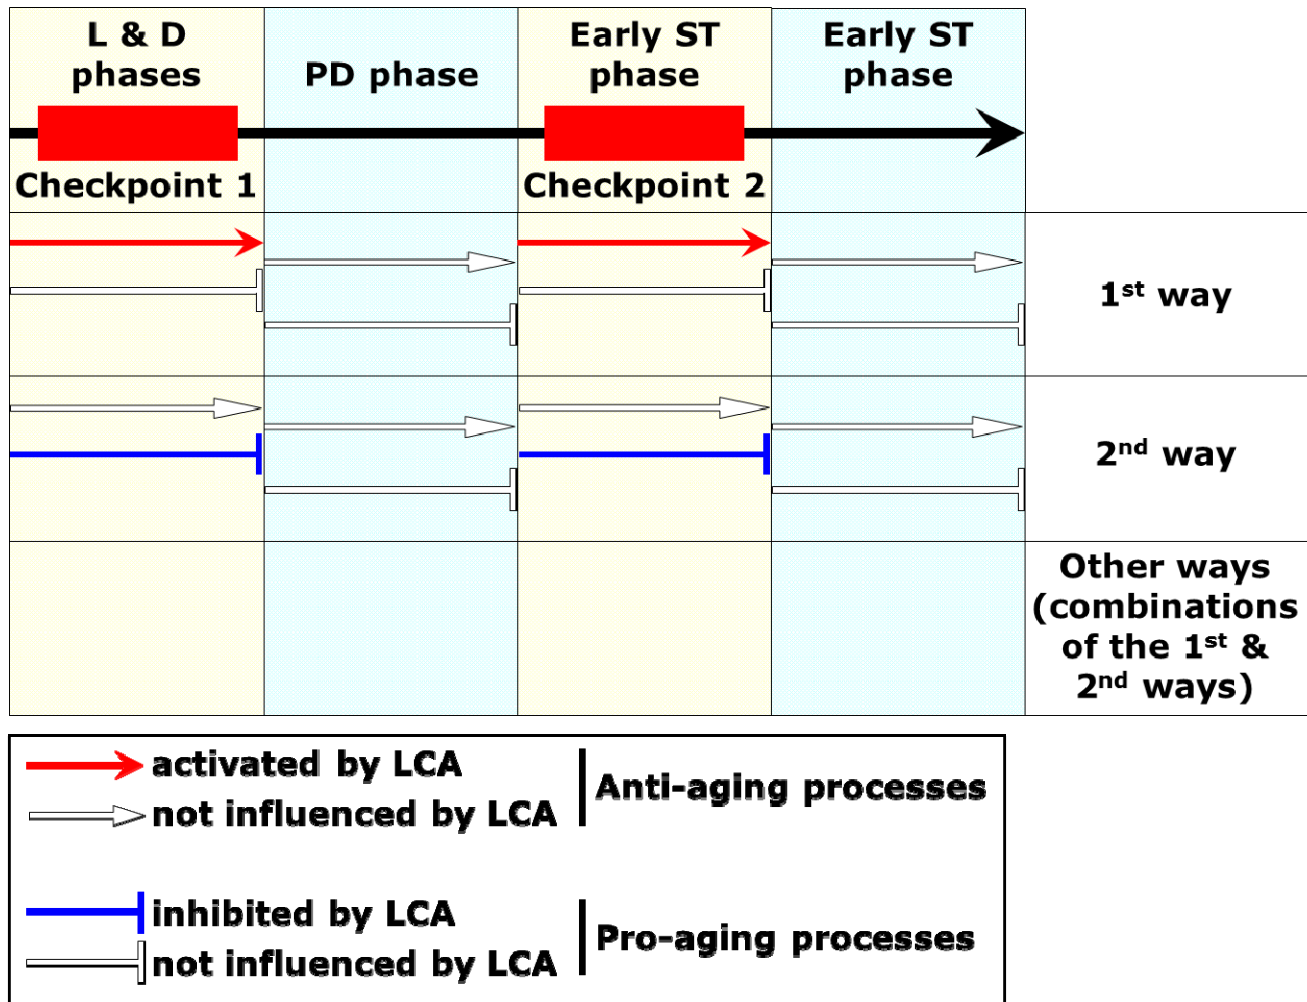 L & D
phases
PD phase
Early ST
phase
Early ST
phase
Checkpoint 1
Checkpoint 2
1st way
2nd way
Other ways
(combinations
of the 1st &
2nd ways)
activated by LCA
not influenced by LCA
Anti-aging processes
inhibited by LCA
not influenced by LCA
Pro-aging processes